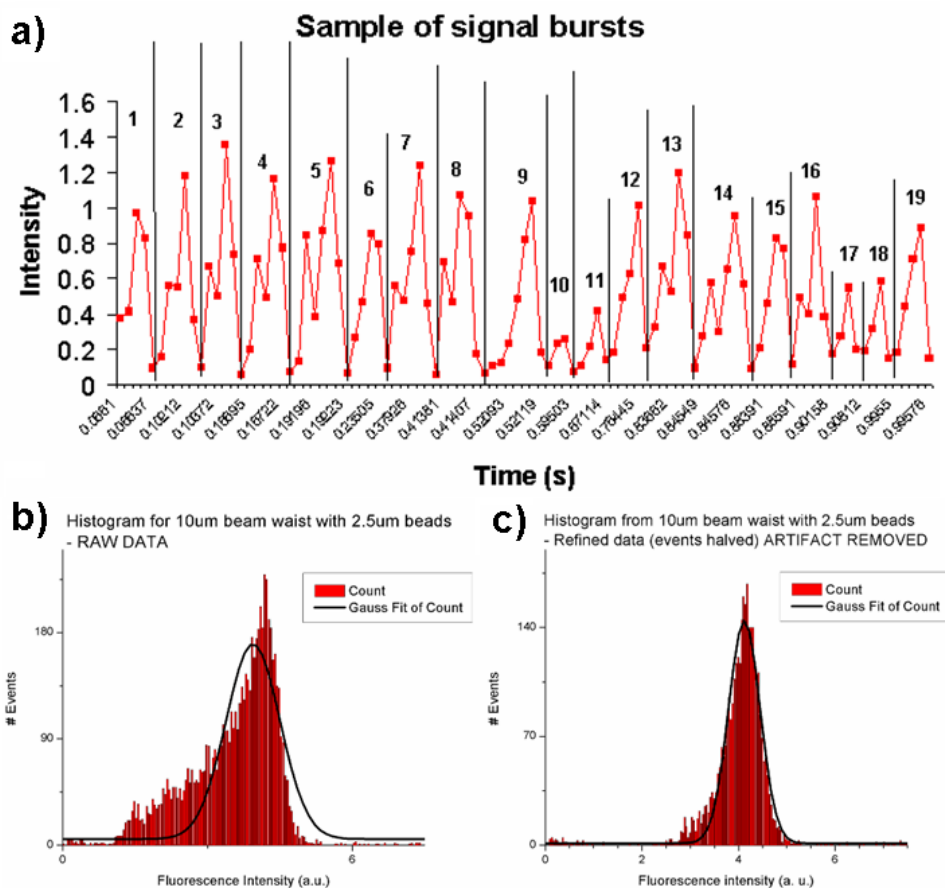 a)
Sample of signal bursts
1.6
1.4
1.2
1
0.8
0.6
0.4
0.2
0
Intensity
1 2 3 4 5 6 7 8 9 10 11 12 13 14 15 16 17 18 19
Time (s)
b)
Histogram for 10um beam waist with 2.5um beads
- RAW DATA
Count
Gauss Fit of Count
180
90
0
# Events
0 6
Fluorescence Intensity (a.u.)
c)
Histogram from 10um beam waist with 2.5um beads
- Refined data (events halved) ARTIFACT REMOVED
Count
Gauss Fit of Count
140
70
0
# Events
0 2 4 6
Fluorescence intensity (a. u.)